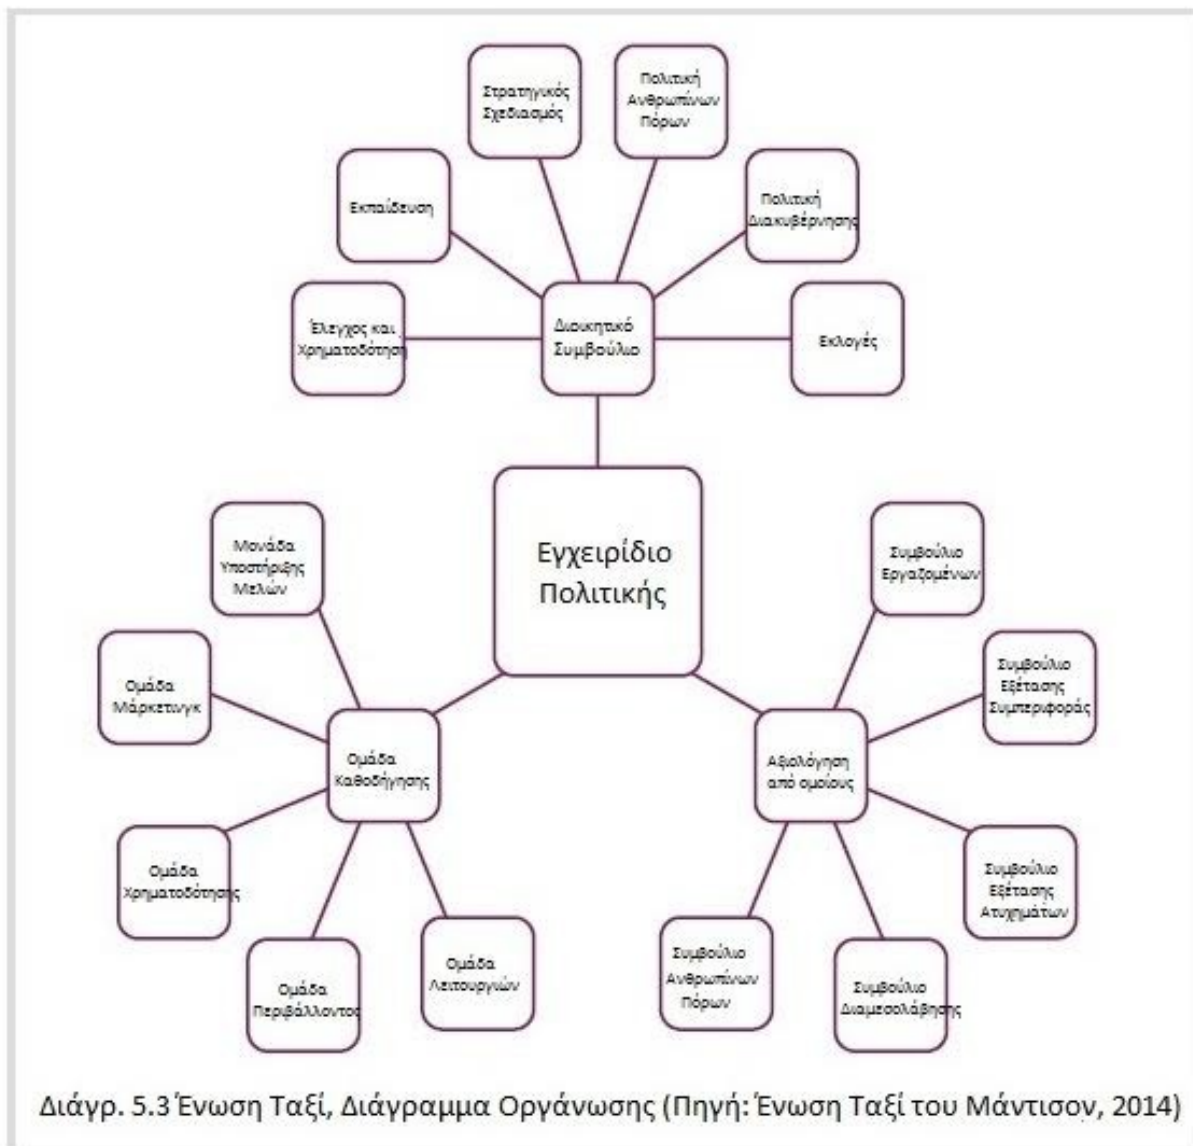 Στρατηγικός
Σχεδιασμός
Πολιτική
Ανθρωπίνων
Πόρων
Εκπαίδευση
Πολιτική
Διακυβέρνησης
Έλεγχος και
Χρηματοδότηση
Διοικητικό
Συμβούλιο
Εκλογές
Εγχειρίδιο
Πολιτικής
Μονάδα
Υποστήριξης
Μελών
Συμβούλιο
Εργαζομένων
Ομάδα
Μάρκετινγκ
Συμβούλιο
Εξέτασης
Συμπεριφοράς
Ομάδα
Καθοδήγησης
Αξιολόγηση
από ομοίους
Ομάδα
Χρηματοδότησης
Συμβούλιο
Εξέτασης
Ατυχημάτων
Ομάδα
Περιβάλλοντος
Ομάδα
Λειτουργιών
Συμβούλιο
Ανθρωπίνων
Πόρων
Συμβούλιο
Διαμεσολάβησης
Διάγρ. 5.3 Ένωση Ταξί, Διάγραμμα Οργάνωσης (Πηγή: Ένωση Ταξί του Μάντισον, 2014)